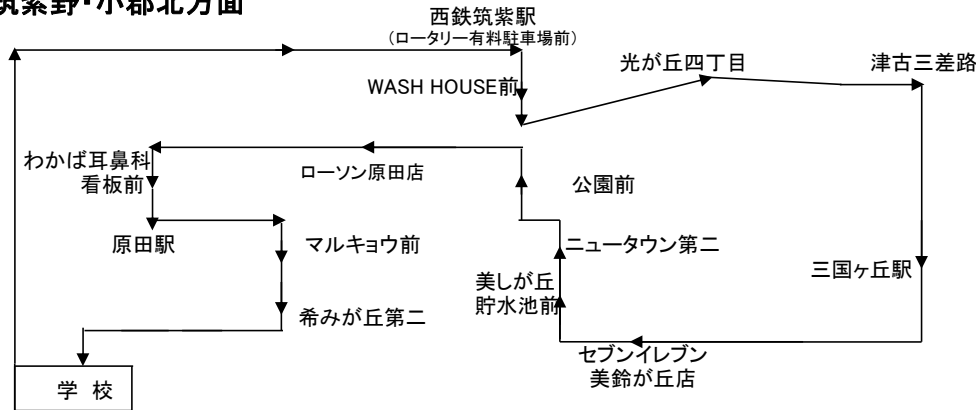 筑紫野・小郡北方面
西鉄筑紫駅
(ロータリー有料駐車場前)
WASH HOUSE前
光が丘四丁目
津古三差路
わかば耳鼻科
看板前
ローソン原田店
公園前
原田駅
マルキョウ前
ニュータウン第二
三国ヶ丘駅
美しが丘
貯水池前
希みが丘第二
セブンイレブン
美鈴が丘店
学 校